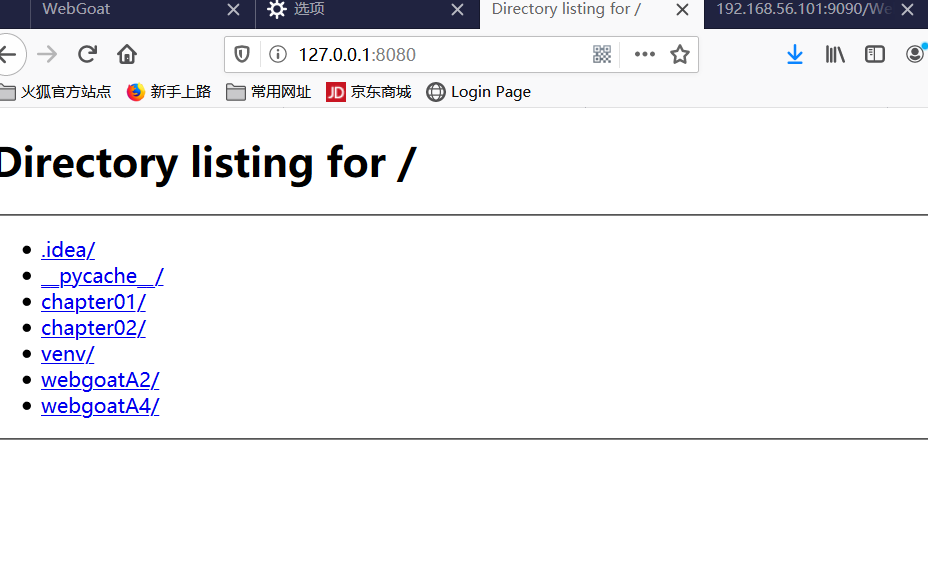 WebGoat 选项 Directory listing for / 192.168.56.101:9090/We
127.0.0.1:8080
火狐官方站点 新手上路 常用网址 JD 京东商城 Login Page
Directory listing for /
.idea/
__pycache__/
chapter01/
chapter02/
venv/
webgoatA2/
webgoatA4/